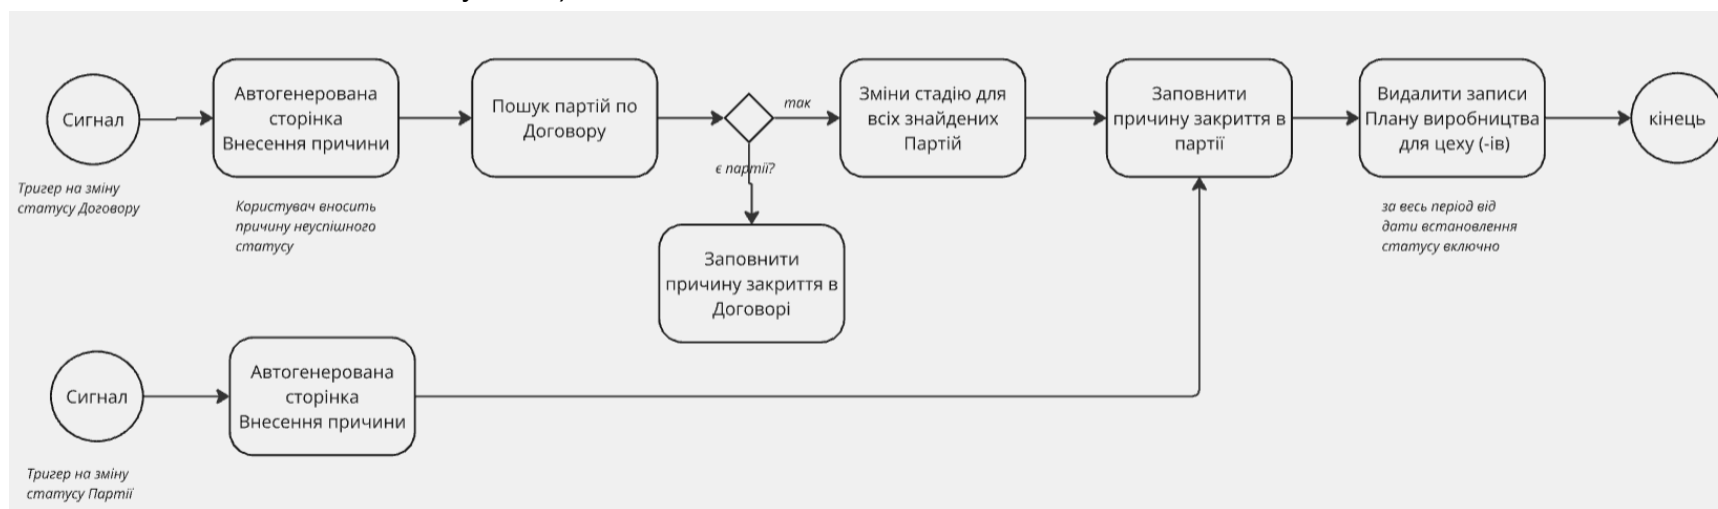 Сигнал
Тригер на зміну
статусу Договору
Автогенерована
сторінка
Внесення причини
Користувач вносить
причину неуспішного
статусу
Пошук партій по
Договору
так
є партії?
Зміни стадію для
всіх знайдених
Партій
Заповнити
причину закриття в
партії
Видалити записи
Плану виробництва
для цеху (-ів)
за весь період від
дати встановлення
статусу включно
кінець
Заповнити
причину закриття в
Договорі
Сигнал
Тригер на зміну
статусу Партії
Автогенерована
сторінка
Внесення причини